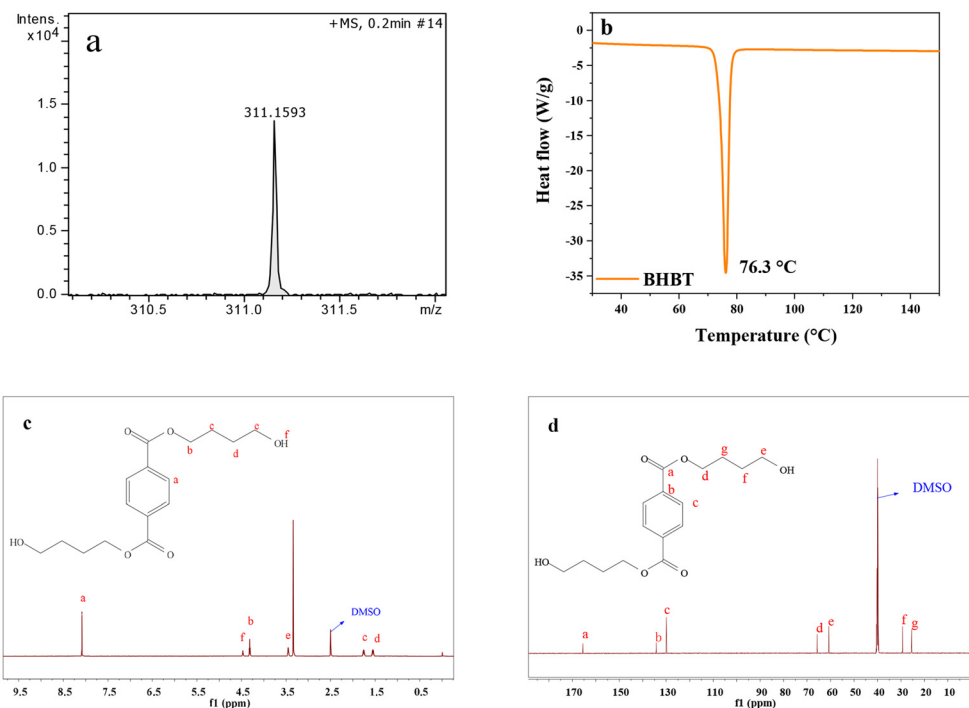 Intens.
x10⁴
+MS, 0.2min #14
a
1.5
311.1593
1.0
0.5
0.0
310.5 311.0 311.5 m/z
b
0
-5
-10
-15
-20
-25
-30
-35
Heat flow (W/g)
76.3 °C
BHBT
40 60 80 100 120 140
Temperature (°C)
c
O
O
c
e
OH
f
b
d
a
HO
O
O
a
b
f
e
DMSO
c
d
9.5 8.5 7.5 6.5 5.5 4.5 3.5 2.5 1.5 0.5
f1 (ppm)
d
O
O
g
e
OH
a
d
f
b
c
HO
O
O
DMSO
a
b
c
d
e
f
g
170 150 130 110 90 80 70 60 50 40 30 20 10
f1 (ppm)